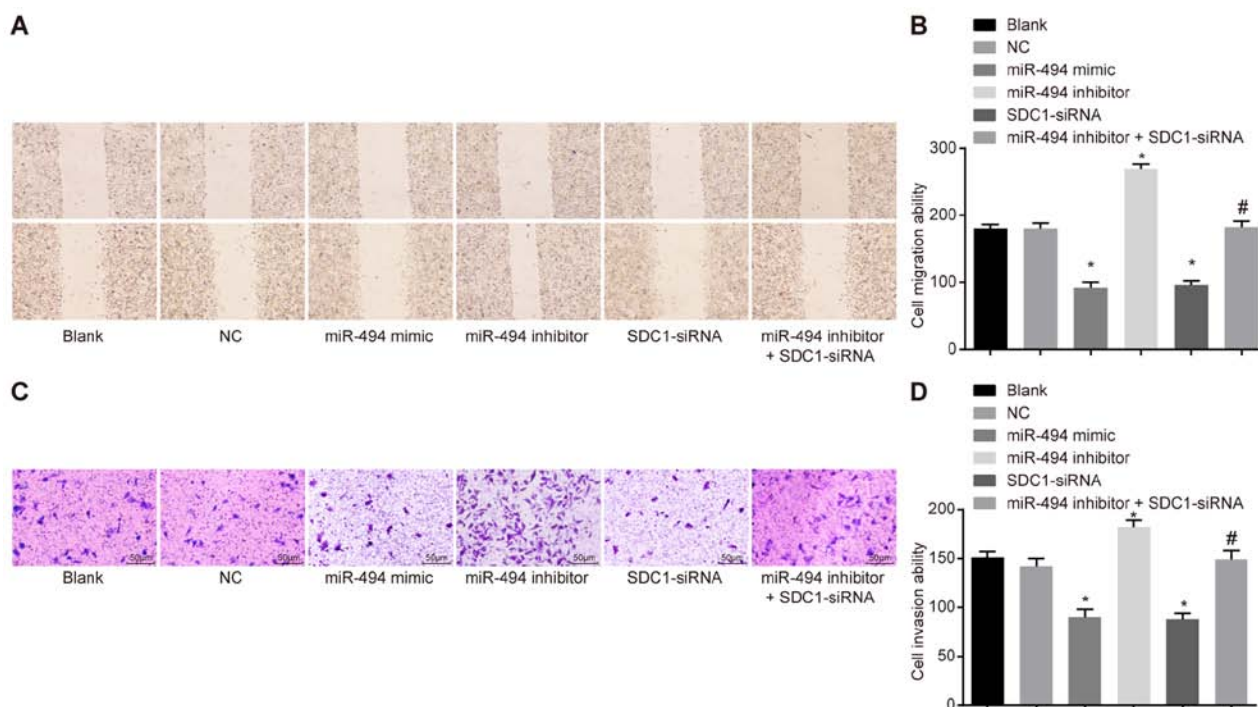 A
Blank
NC
miR-494 mimic
miR-494 inhibitor
SDC1-siRNA
miR-494 inhibitor
+ SDC1-siRNA
B
Blank
NC
miR-494 mimic
miR-494 inhibitor
SDC1-siRNA
miR-494 inhibitor + SDC1-siRNA
Cell migration ability
300
200
100
0
*
*
*
#
C
50μm
50μm
50μm
50μm
50μm
50μm
Blank
NC
miR-494 mimic
miR-494 inhibitor
SDC1-siRNA
miR-494 inhibitor
+ SDC1-siRNA
D
Blank
NC
miR-494 mimic
miR-494 inhibitor
SDC1-siRNA
miR-494 inhibitor + SDC1-siRNA
Cell invasion ability
200
150
100
50
0
*
*
*
#